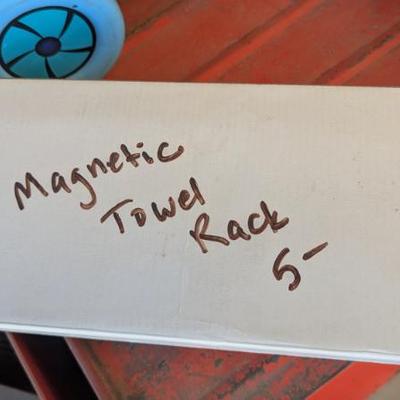 Magnetic
Towel
Rack
5-